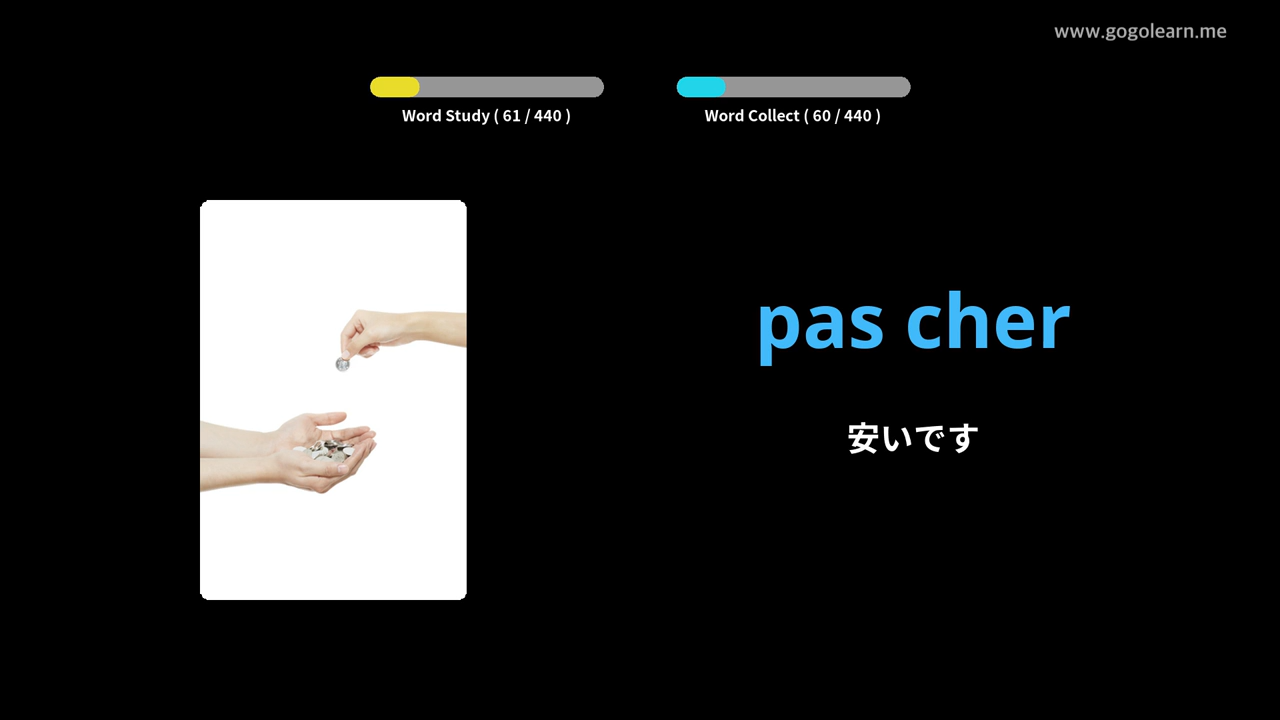 www.gogolearn.me
Word Study ( 61 / 440 )
Word Collect ( 60 / 440 )
pas cher
安いです